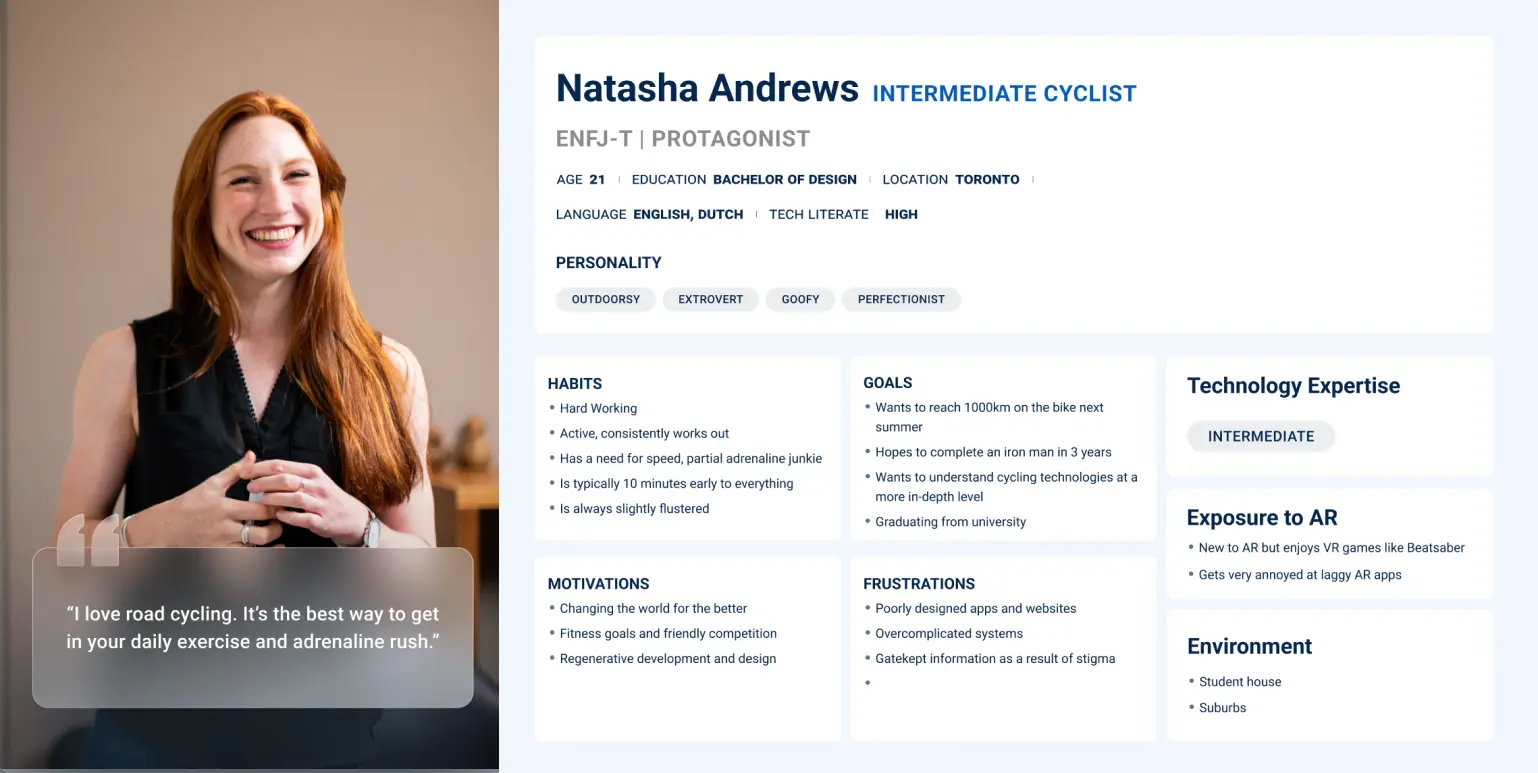 “I love road cycling. It’s the best way to get
in your daily exercise and adrenaline rush.”
Natasha Andrews INTERMEDIATE CYCLIST
ENFJ-T | PROTAGONIST
AGE 21 EDUCATION BACHELOR OF DESIGN LOCATION TORONTO
LANGUAGE ENGLISH, DUTCH TECH LITERATE HIGH
PERSONALITY
OUTDOORSY EXTROVERT GOOFY PERFECTIONIST
HABITS
• Hard Working
• Active, consistently works out
• Has a need for speed, partial adrenaline junkie
• Is typically 10 minutes early to everything
• Is always slightly flustered
GOALS
• Wants to reach 1000km on the bike next
summer
• Hopes to complete an iron man in 3 years
• Wants to understand cycling technologies at a
more in-depth level
• Graduating from university
MOTIVATIONS
• Changing the world for the better
• Fitness goals and friendly competition
• Regenerative development and design
FRUSTRATIONS
• Poorly designed apps and websites
• Overcomplicated systems
• Gatekept information as a result of stigma
•
Technology Expertise
INTERMEDIATE
Exposure to AR
• New to AR but enjoys VR games like Beatsaber
• Gets very annoyed at laggy AR apps
Environment
• Student house
• Suburbs